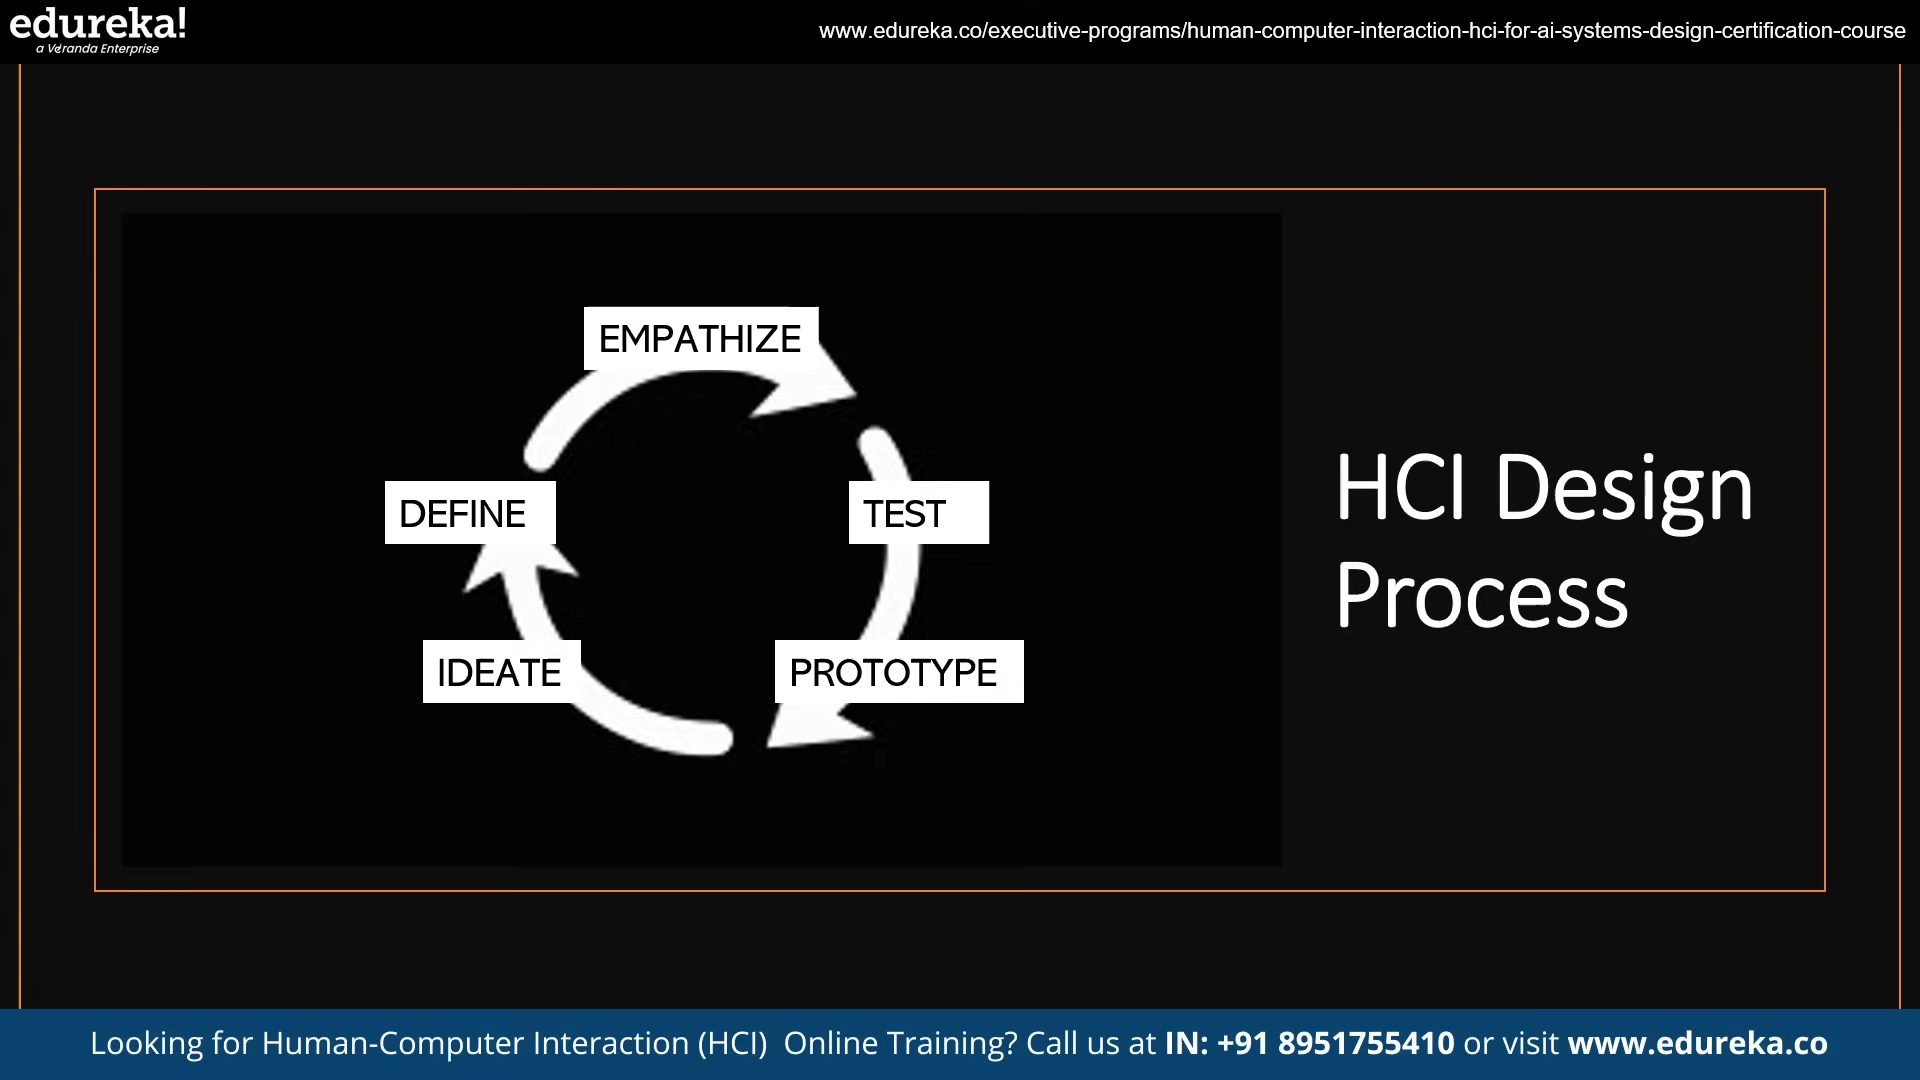 edureka!
a Veranda Enterprise
www.edureka.co/executive-programs/human-computer-interaction-hci-for-ai-systems-design-certification-course
EMPATHIZE
DEFINE
TEST
IDEATE
PROTOTYPE
HCI Design
Process
Looking for Human-Computer Interaction (HCI)  Online Training? Call us at IN: +91 8951755410 or visit www.edureka.co